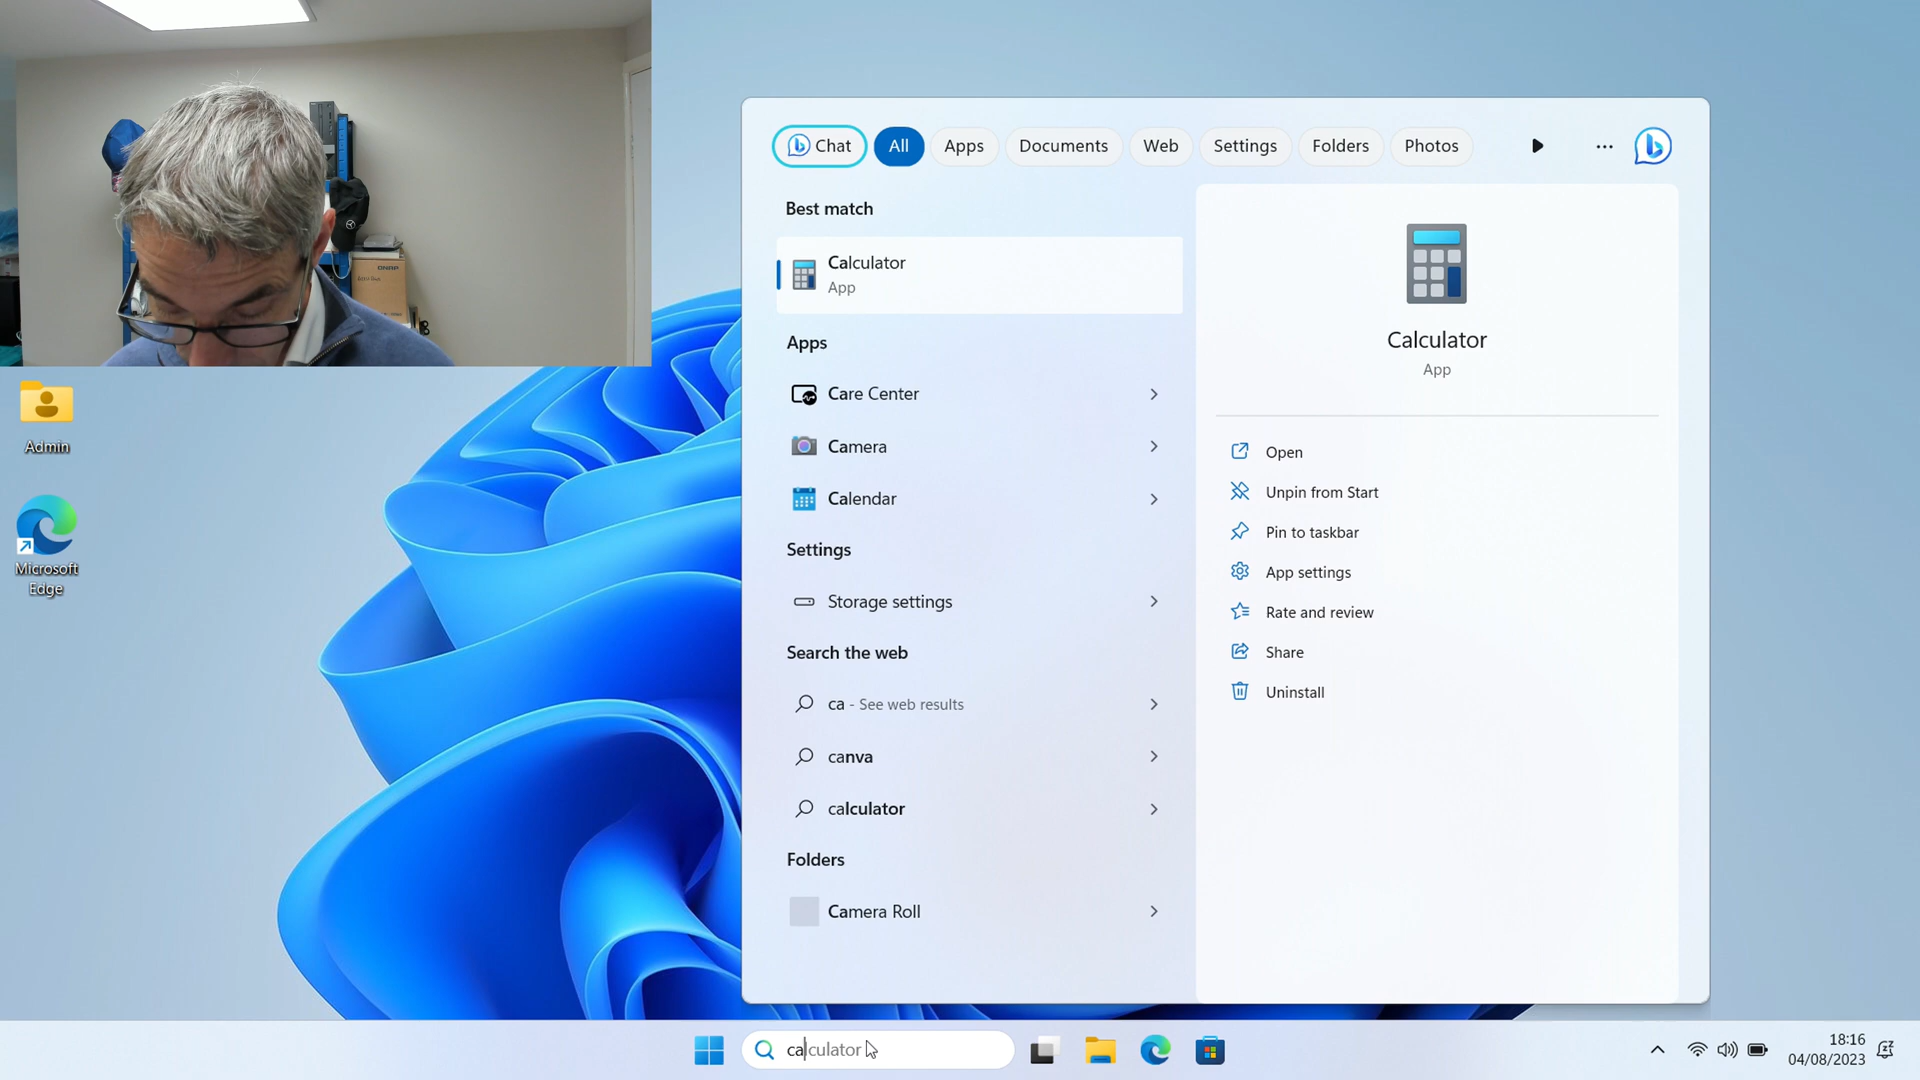 Chat
All
Apps
Documents
Web
Settings
Folders
Photos
Best match
Calculator
App
Apps
Care Center
Camera
Calendar
Settings
Storage settings
Search the web
ca - See web results
canva
calculator
Folders
Camera Roll
Calculator
App
Open
Unpin from Start
Pin to taskbar
App settings
Rate and review
Share
Uninstall
QNAP
Admin
Microsoft
Edge
calculator
18:16
04/08/2023